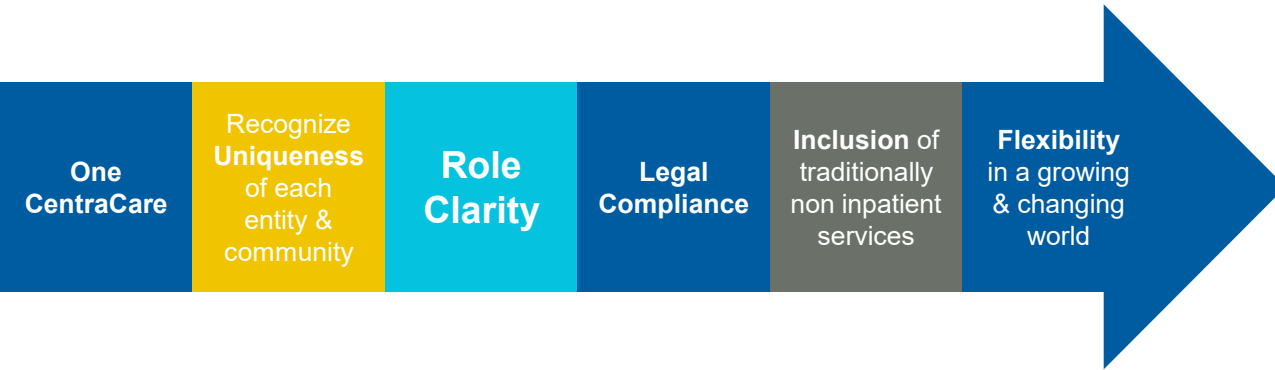 One
CentraCare
Recognize
Uniqueness
of each
entity &
community
Role
Clarity
Legal
Compliance
Inclusion of
traditionally
non inpatient
services
Flexibility
in a growing
& changing
world